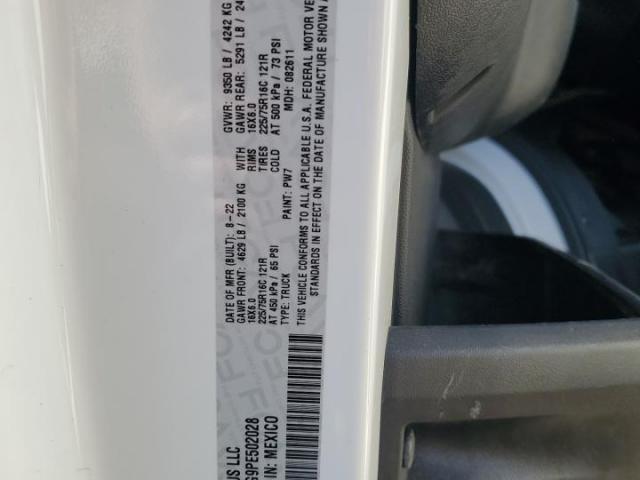 US LLC
G9PE502028
IN: MEXICO
DATE OF MFR (BUILT): 8-22 GVWR: 9350 LB / 4242 KG
GAWR FRONT: 4629 LB / 2100 KG WITH GAWR REAR: 5291 LB / 24
16X6.0 RIMS 16X6.0
225/75R16C 121R TIRES 225/75R16C 121R
AT 450 kPa / 65 PSI COLD AT 500 kPa / 73 PSI
TYPE: TRUCK PAINT: PW7 MDH: 082611
THIS VEHICLE CONFORMS TO ALL APPLICABLE U.S.A. FEDERAL MOTOR VE
STANDARDS IN EFFECT ON THE DATE OF MANUFACTURE SHOWN A